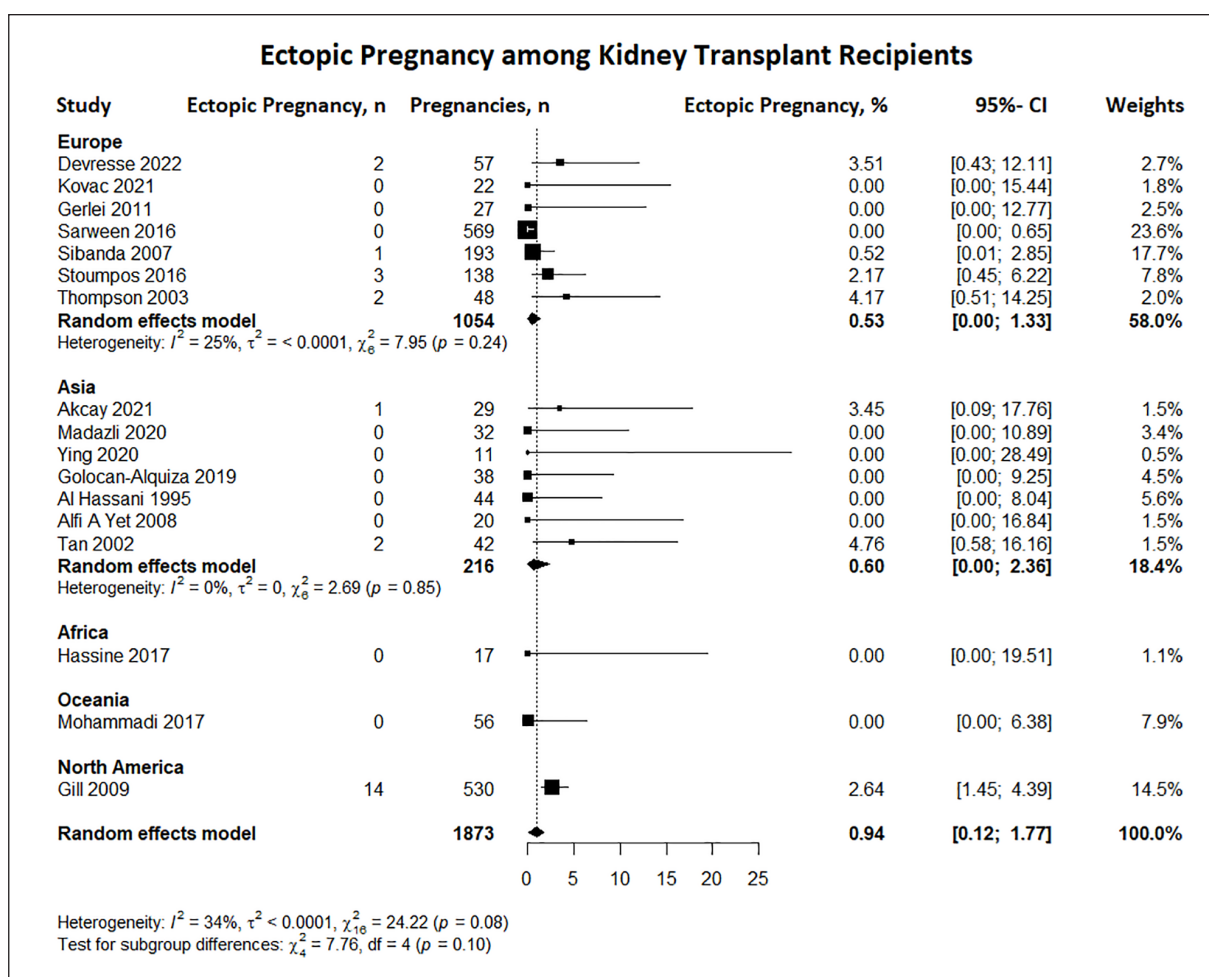 Ectopic Pregnancy among Kidney Transplant Recipients
Study Ectopic Pregnancy, n Pregnancies, n Ectopic Pregnancy, % 95%- CI Weights
Europe
Devresse 2022 2 57 3.51 [0.43; 12.11] 2.7%
Kovac 2021 0 22 0.00 [0.00; 15.44] 1.8%
Gerlei 2011 0 27 0.00 [0.00; 12.77] 2.5%
Sarween 2016 0 569 0.00 [0.00; 0.65] 23.6%
Sibanda 2007 1 193 0.52 [0.01; 2.85] 17.7%
Stoumpos 2016 3 138 2.17 [0.45; 6.22] 7.8%
Thompson 2003 2 48 4.17 [0.51; 14.25] 2.0%
Random effects model 1054 0.53 [0.00; 1.33] 58.0%
Heterogeneity: I² = 25%, τ² = < 0.0001, χ²₆ = 7.95 (p = 0.24)
Asia
Akcay 2021 1 29 3.45 [0.09; 17.76] 1.5%
Madazli 2020 0 32 0.00 [0.00; 10.89] 3.4%
Ying 2020 0 11 0.00 [0.00; 28.49] 0.5%
Golocan-Alquiza 2019 0 38 0.00 [0.00; 9.25] 4.5%
Al Hassani 1995 0 44 0.00 [0.00; 8.04] 5.6%
Alfi A Yet 2008 0 20 0.00 [0.00; 16.84] 1.5%
Tan 2002 2 42 4.76 [0.58; 16.16] 1.5%
Random effects model 216 0.60 [0.00; 2.36] 18.4%
Heterogeneity: I² = 0%, τ² = 0, χ²₆ = 2.69 (p = 0.85)
Africa
Hassine 2017 0 17 0.00 [0.00; 19.51] 1.1%
Oceania
Mohammadi 2017 0 56 0.00 [0.00; 6.38] 7.9%
North America
Gill 2009 14 530 2.64 [1.45; 4.39] 14.5%
Random effects model 1873 0.94 [0.12; 1.77] 100.0%
0 5 10 15 20 25
Heterogeneity: I² = 34%, τ² < 0.0001, χ²₁₆ = 24.22 (p = 0.08)
Test for subgroup differences: χ²₄ = 7.76, df = 4 (p = 0.10)